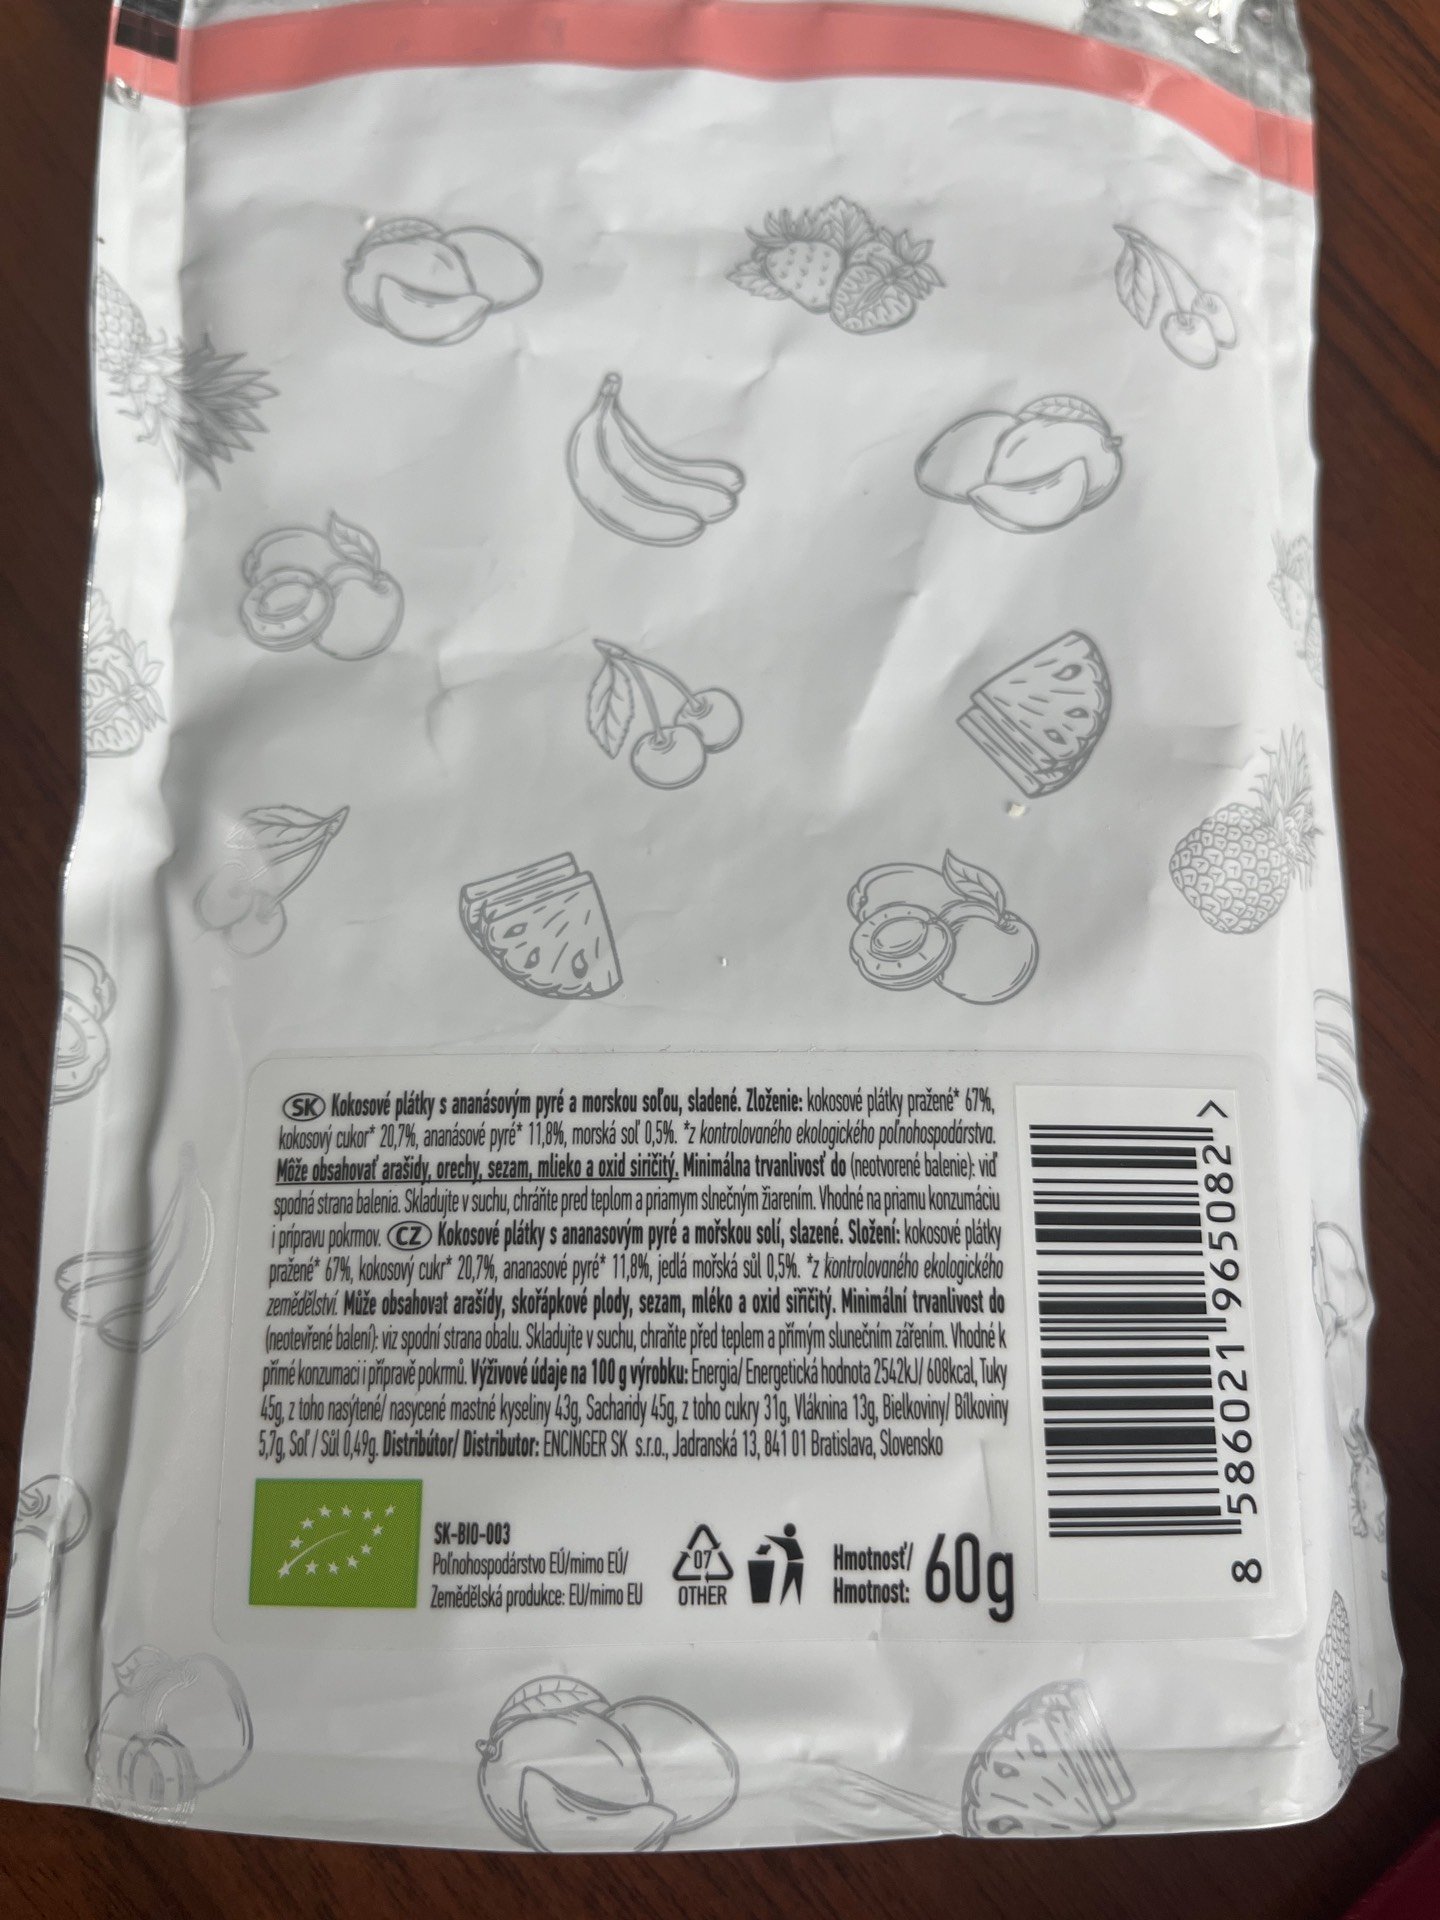 SK Kokosové plátky s ananásovým pyré a morskou soľou, sladené. Zloženie: kokosové plátky pražené* 67%,
kokosový cukor* 20,7%, ananásové pyré* 11,8%, morská soľ 0,5%. *z kontrolovaného ekologického poľnohospodárstva.
Môže obsahovať arašidy, orechy, sezam, mlieko a oxid siričitý. Minimálna trvanlivosť do (neotvorené balenie): viď
spodná strana balenia. Skladujte v suchu, chráňte pred teplom a priamym slnečným žiarením. Vhodné na priamu konzumáciu
i prípravu pokrmov. CZ Kokosové plátky s ananasovým pyré a mořskou solí, slazené. Složení: kokosové plátky
pražené* 67%, kokosový cukr* 20,7%, ananasové pyré* 11,8%, jedlá mořská sůl 0,5%. *z kontrolovaného ekologického
zemědělství. Může obsahovat arašídy, skořápkové plody, sezam, mléko a oxid siřičitý. Minimální trvanlivost do
(neotevřené balení): viz spodní strana obalu. Skladujte v suchu, chraňte před teplem a přímým slunečním zářením. Vhodné k
přímé konzumaci i přípravě pokrmů. Výživové údaje na 100 g výrobku: Energia/ Energetická hodnota 2542kJ/ 608kcal, Tuky
45g, z toho nasýtené/ nasycené mastné kyseliny 43g, Sacharidy 45g, z toho cukry 31g, Vláknina 13g, Bielkoviny/ Bílkoviny
5,7g, Soľ / Sůl 0,49g. Distribútor/ Distributor: ENCINGER SK s.r.o., Jadranská 13, 841 01 Bratislava, Slovensko
SK-BIO-003
Poľnohospodárstvo EÚ/mimo EÚ/
Zemědělská produkce: EU/mimo EU
07
OTHER
Hmotnosť/
Hmotnost:
60g
8 586021 965082 >